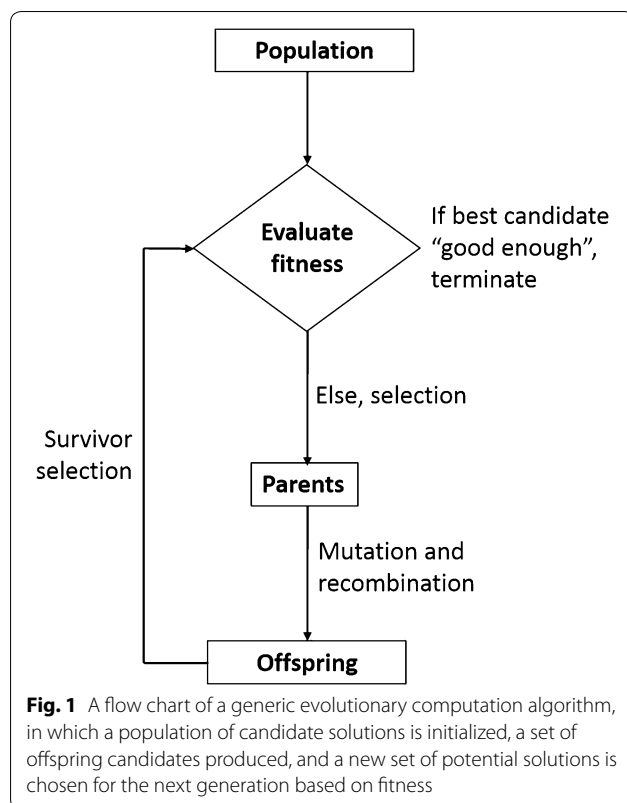 Population
Evaluate
fitness
If best candidate
“good enough”,
terminate
Else, selection
Survivor
selection
Parents
Mutation and
recombination
Offspring
Fig. 1 A flow chart of a generic evolutionary computation algorithm,
in which a population of candidate solutions is initialized, a set of
offspring candidates produced, and a new set of potential solutions is
chosen for the next generation based on fitness